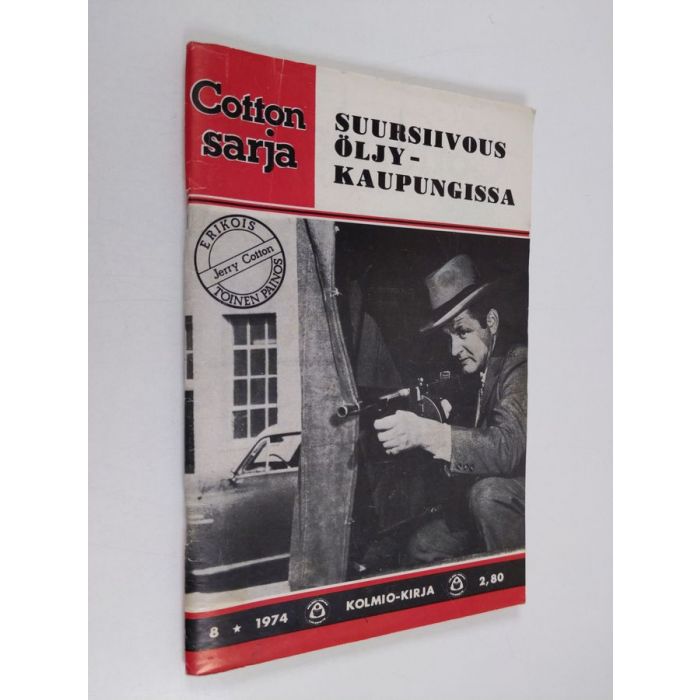 Cotton
sarja
SUURSIIVOUS
ÖLJY-
KAUPUNGISSA
ERIKOIS
Jerry Cotton
TOINEN PAINOS
8 ★ 1974 KOLMIO-KIRJA 2,80